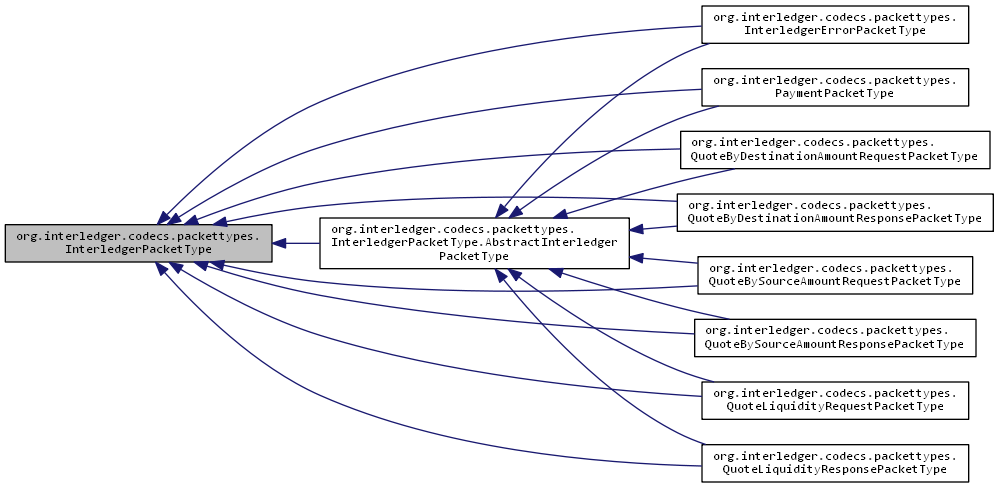 org.interledger.codecs.packettypes.
InterledgerErrorPacketType
org.interledger.codecs.packettypes.
PaymentPacketType
org.interledger.codecs.packettypes.
QuoteByDestinationAmountRequestPacketType
org.interledger.codecs.packettypes.
QuoteByDestinationAmountResponsePacketType
org.interledger.codecs.packettypes.
InterledgerPacketType
org.interledger.codecs.packettypes.
InterledgerPacketType.AbstractInterledger
PacketType
org.interledger.codecs.packettypes.
QuoteBySourceAmountRequestPacketType
org.interledger.codecs.packettypes.
QuoteBySourceAmountResponsePacketType
org.interledger.codecs.packettypes.
QuoteLiquidityRequestPacketType
org.interledger.codecs.packettypes.
QuoteLiquidityResponsePacketType